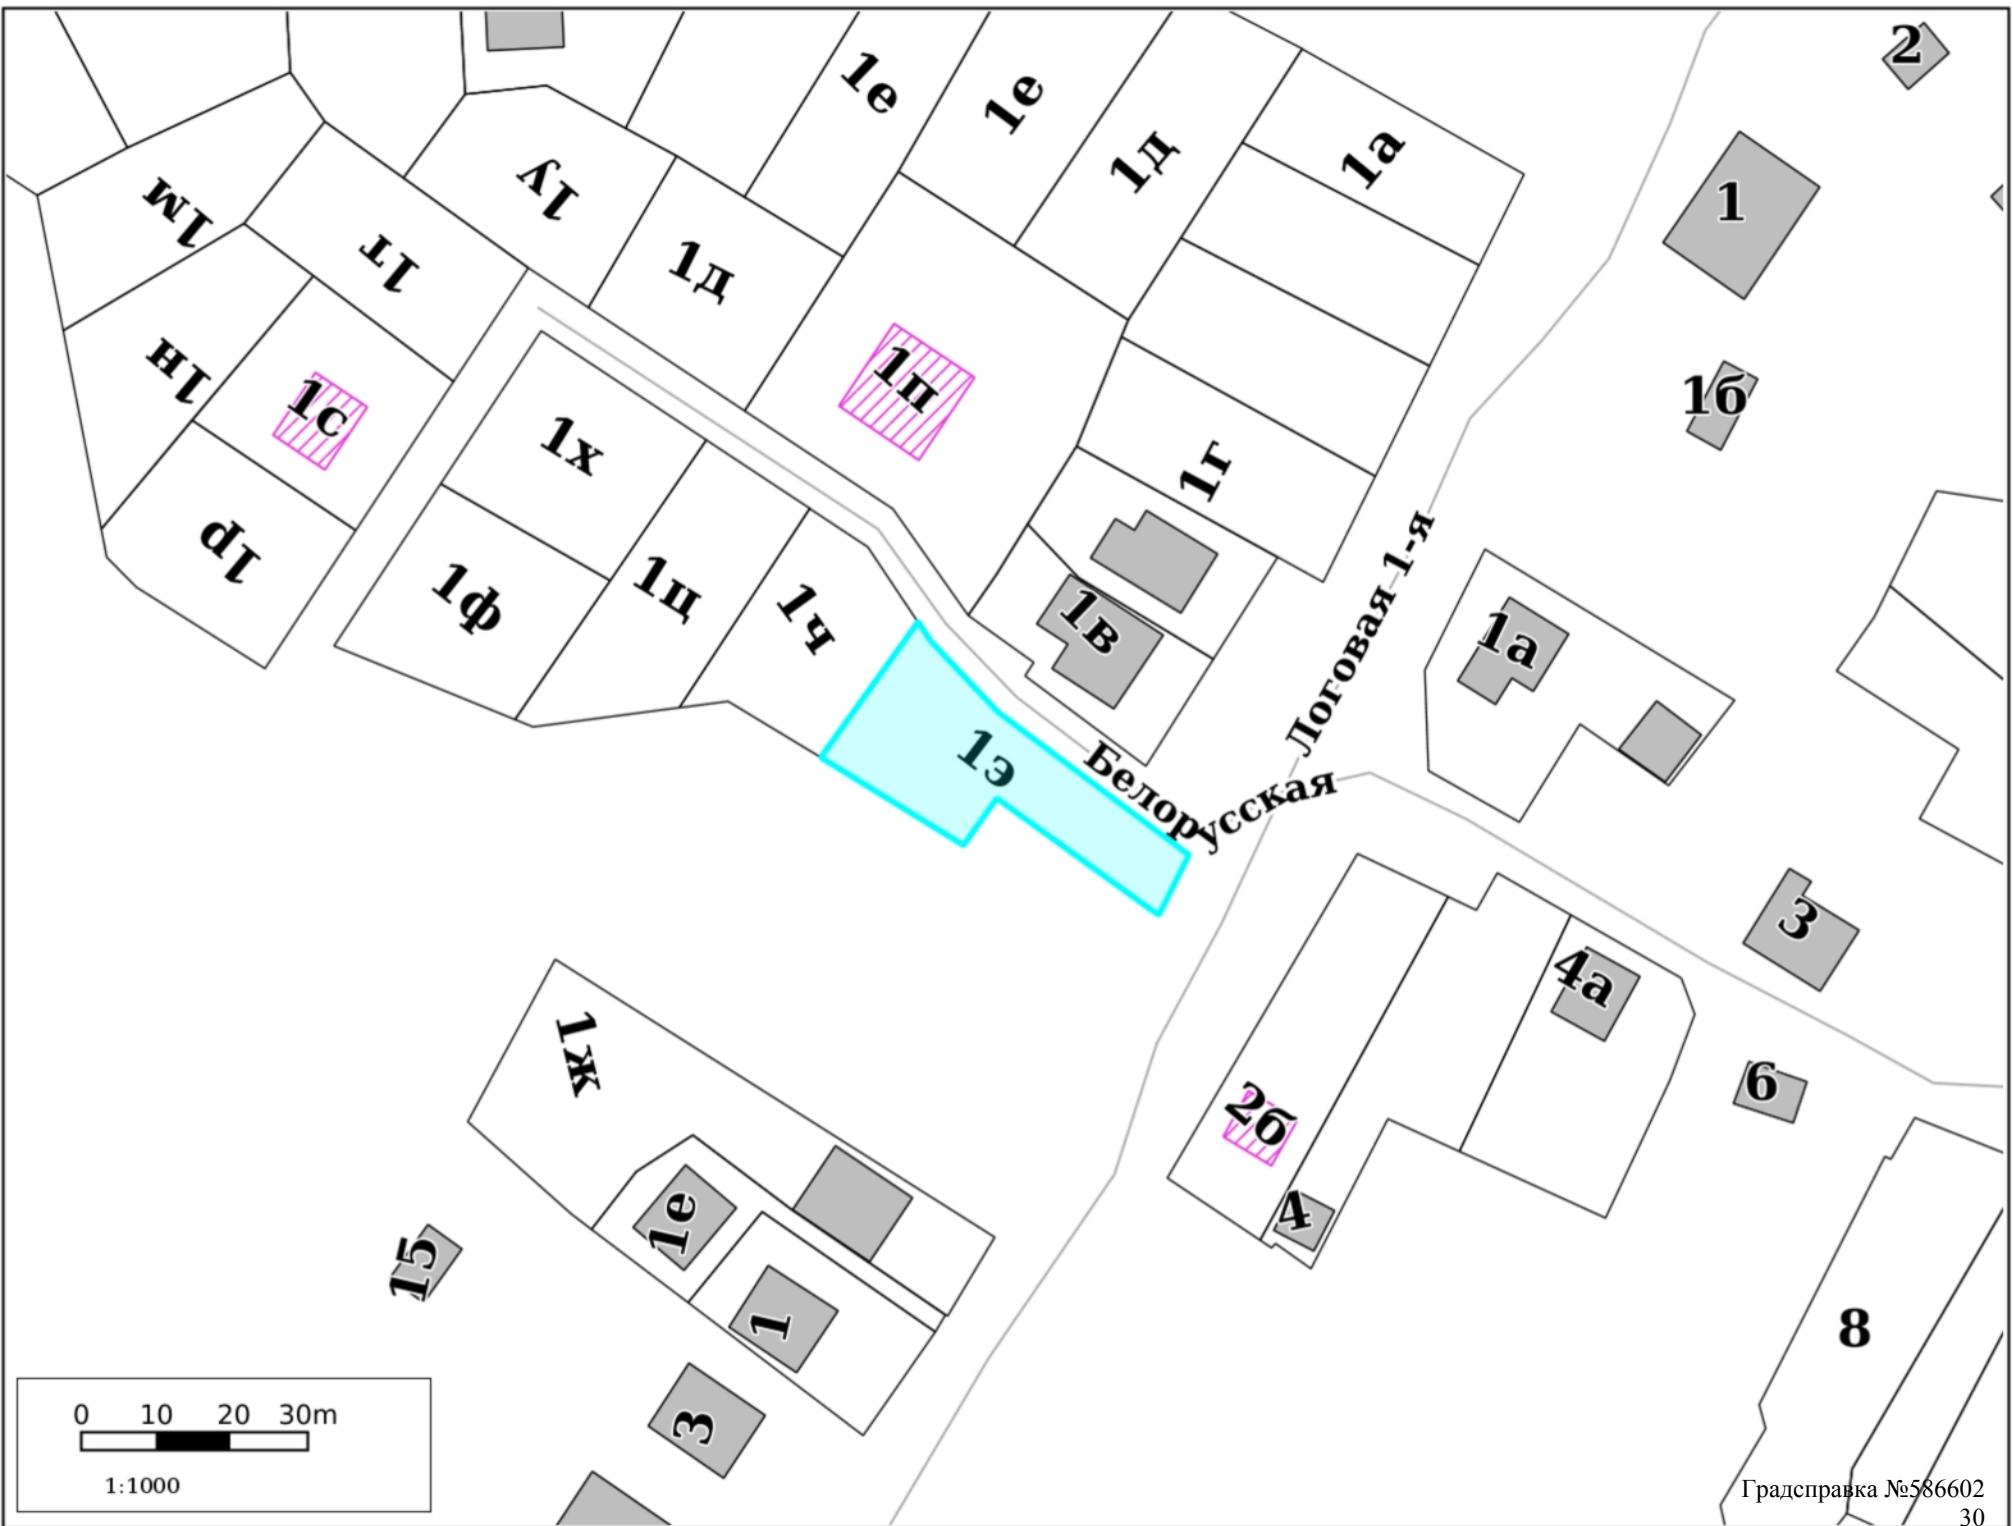 2
1е
1е
1д
1а
1м
1у
1т
1д
1
1н
1с
1п
1б
1х
1г
1р
1ф
1ц
1ч
1в
Логовая 1-я
1а
1э
Белорусская
3
4а
1ж
2б
6
1е
4
15
1
8
3
0 10 20 30m
1:1000
Градсправка №586602
30